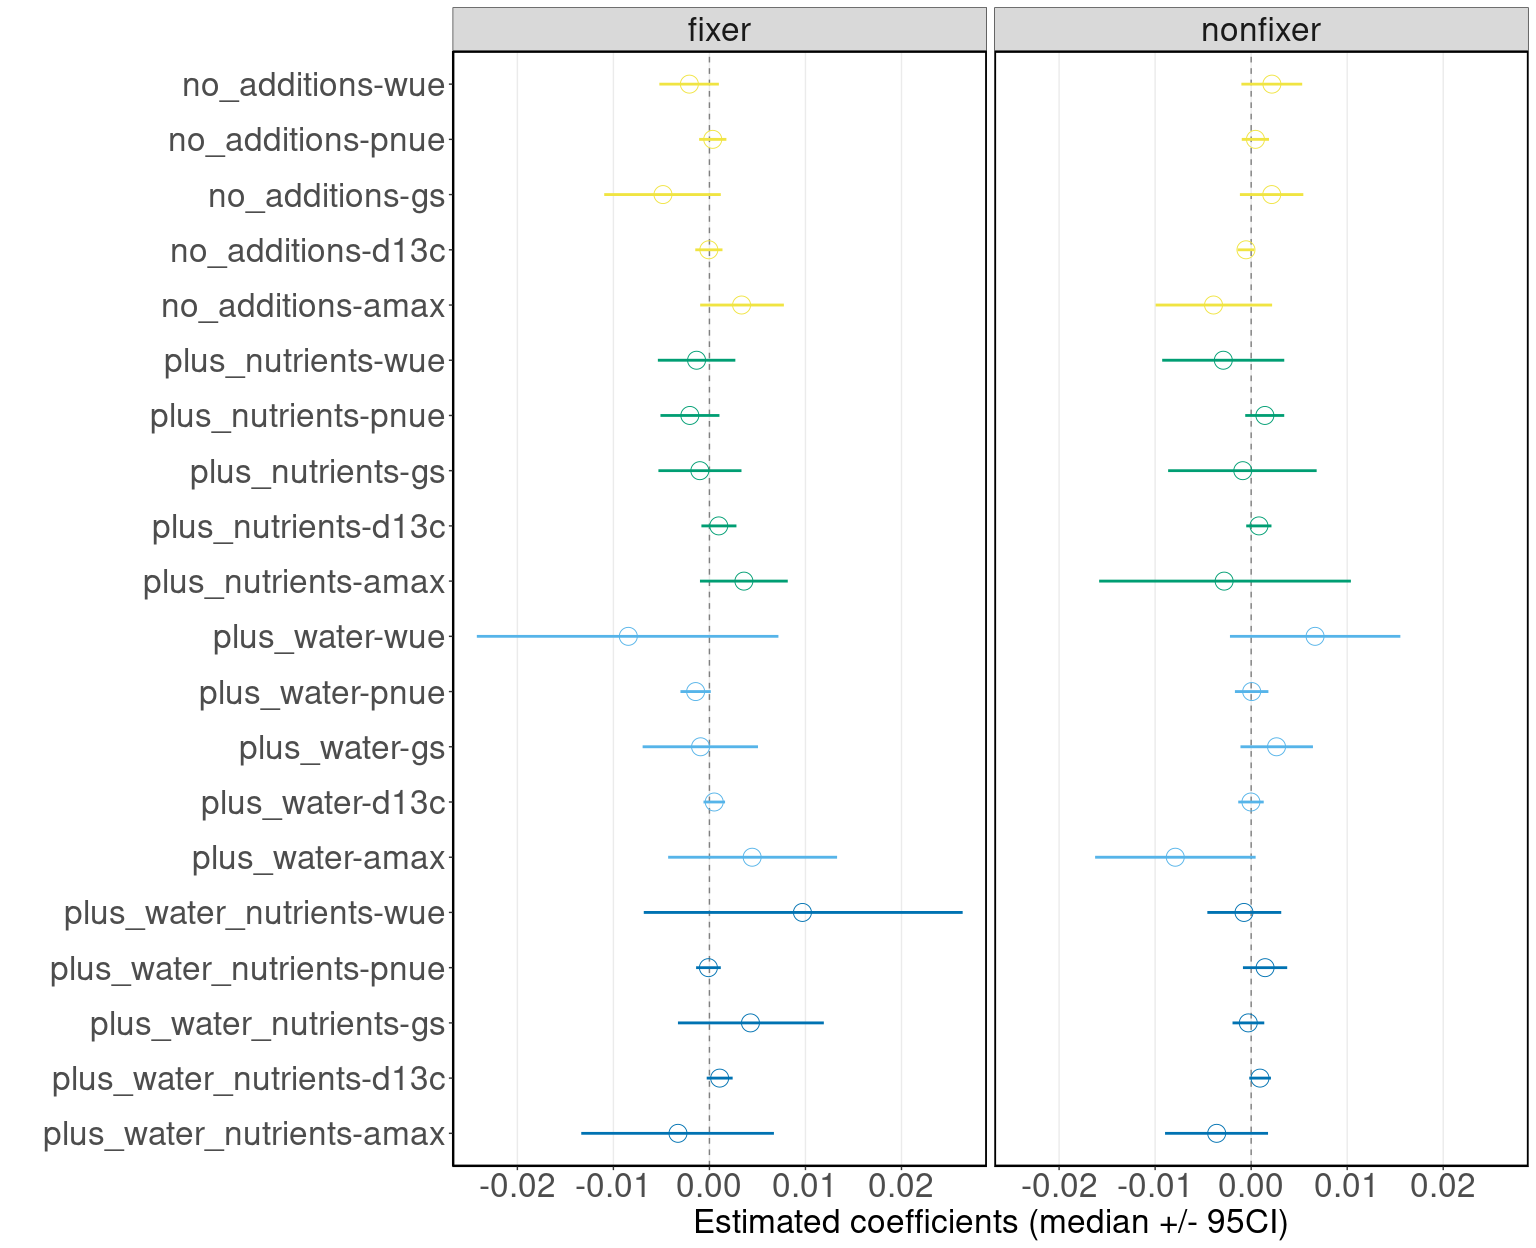 fixer
nonfixer
no_additions-wue
no_additions-pnue
no_additions-gs
no_additions-d13c
no_additions-amax
plus_nutrients-wue
plus_nutrients-pnue
plus_nutrients-gs
plus_nutrients-d13c
plus_nutrients-amax
plus_water-wue
plus_water-pnue
plus_water-gs
plus_water-d13c
plus_water-amax
plus_water_nutrients-wue
plus_water_nutrients-pnue
plus_water_nutrients-gs
plus_water_nutrients-d13c
plus_water_nutrients-amax
-0.02 -0.01 0.00 0.01 0.02
-0.02 -0.01 0.00 0.01 0.02
Estimated coefficients (median +/- 95CI)